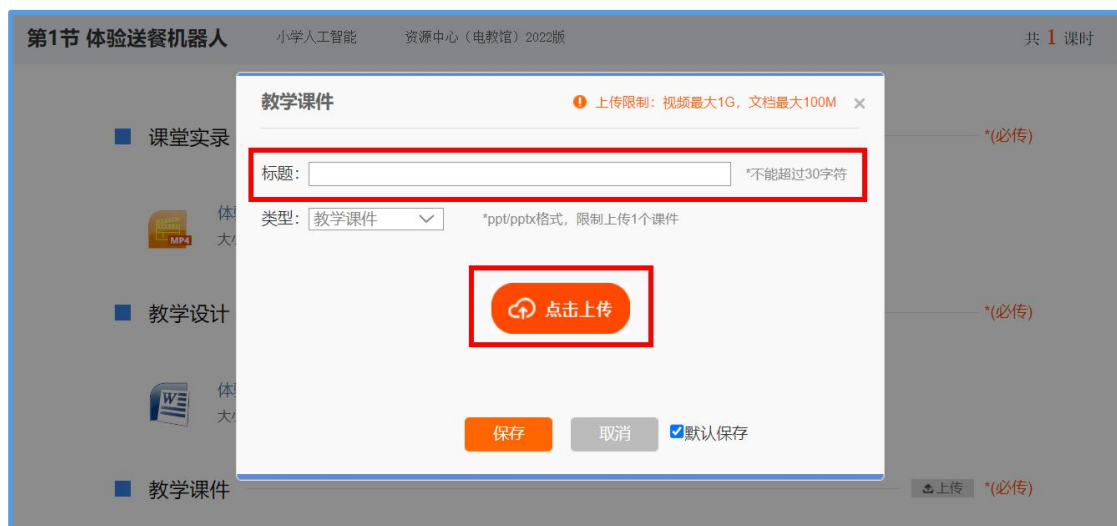 第1节 体验送餐机器人 小学人工智能 资源中心（电教馆）2022版 共 1 课时
教学课件 上传限制：视频最大1G，文档最大100M ×
课堂实录 *(必传)
标题： *不能超过30字符
类型： 教学课件 *ppt/pptx格式，限制上传1个课件
体
MP4 大
点击上传
教学设计 *(必传)
体
W 大
保存 取消 默认保存
教学课件 上传 *(必传)